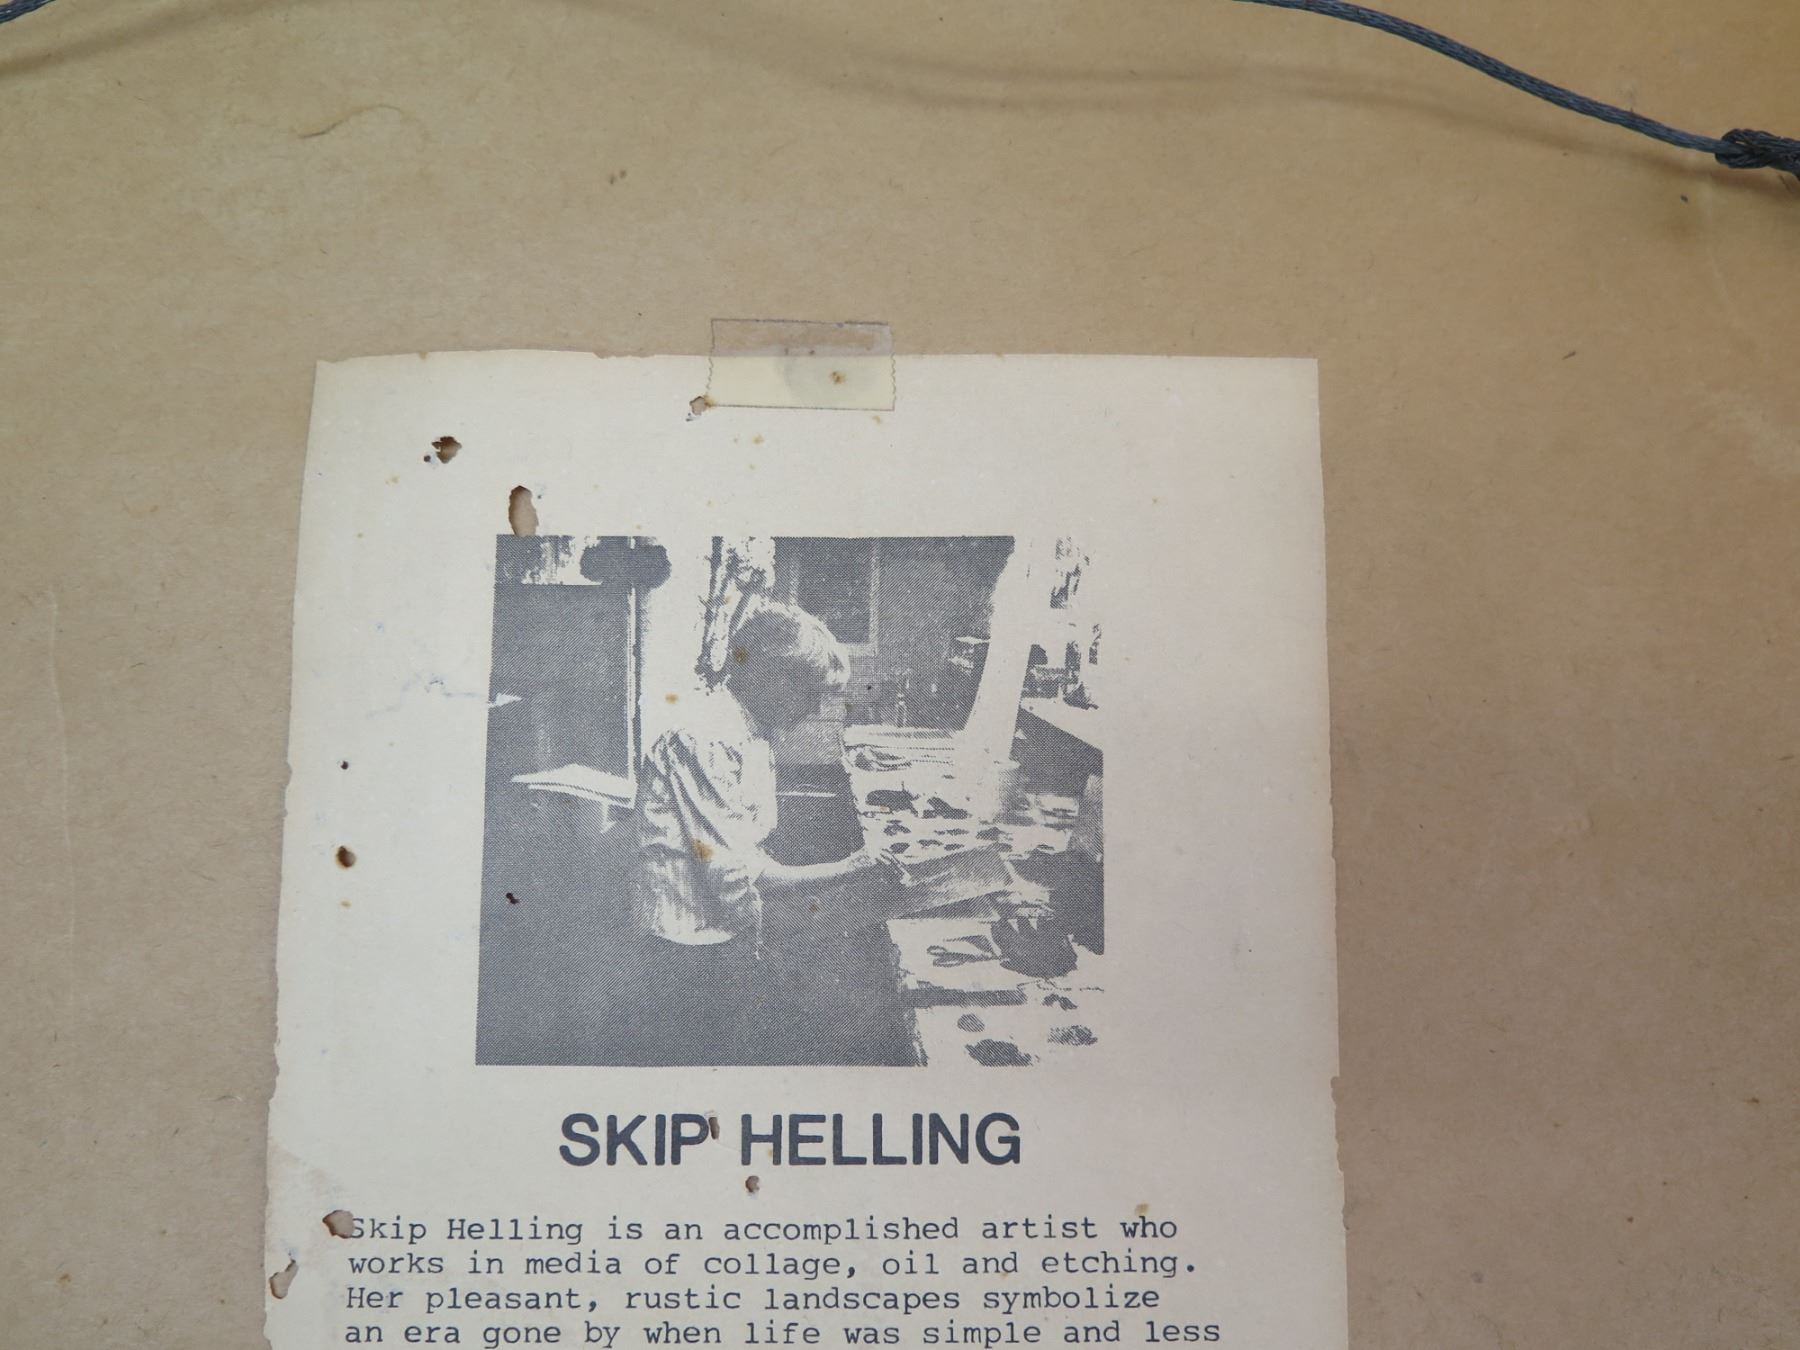 SKIP HELLING
Skip Helling is an accomplished artist who
works in media of collage, oil and etching.
Her pleasant, rustic landscapes symbolize
an era gone by when life was simple and less